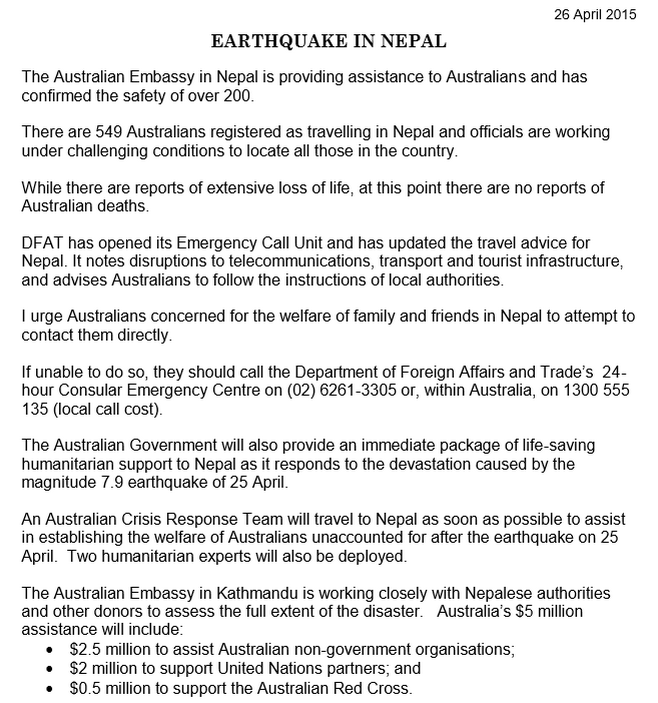 26 April 2015
EARTHQUAKE IN NEPAL
The Australian Embassy in Nepal is providing assistance to Australians and has
confirmed the safety of over 200.
There are 549 Australians registered as travelling in Nepal and officials are working
under challenging conditions to locate all those in the country.
While there are reports of extensive loss of life, at this point there are no reports of
Australian deaths.
DFAT has opened its Emergency Call Unit and has updated the travel advice for
Nepal. It notes disruptions to telecommunications, transport and tourist infrastructure,
and advises Australians to follow the instructions of local authorities.
I urge Australians concerned for the welfare of family and friends in Nepal to attempt to
contact them directly.
If unable to do so, they should call the Department of Foreign Affairs and Trade's  24-
hour Consular Emergency Centre on (02) 6261-3305 or, within Australia, on 1300 555
135 (local call cost).
The Australian Government will also provide an immediate package of life-saving
humanitarian support to Nepal as it responds to the devastation caused by the
magnitude 7.9 earthquake of 25 April.
An Australian Crisis Response Team will travel to Nepal as soon as possible to assist
in establishing the welfare of Australians unaccounted for after the earthquake on 25
April.  Two humanitarian experts will also be deployed.
The Australian Embassy in Kathmandu is working closely with Nepalese authorities
and other donors to assess the full extent of the disaster.   Australia's $5 million
assistance will include:
• $2.5 million to assist Australian non-government organisations;
• $2 million to support United Nations partners; and
• $0.5 million to support the Australian Red Cross.